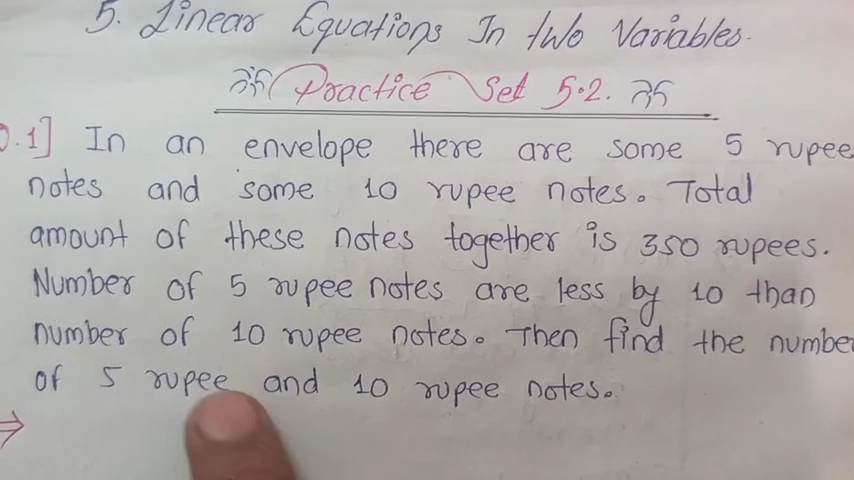 5. Linear Equations In two Variables.
Practice Set 5.2.
Q.1] In an envelope there are some 5 rupee
notes and some 10 rupee notes. Total
amount of these notes together is 350 rupees.
Number of 5 rupee notes are less by 10 than
number of 10 rupee notes. Then find the number
of 5 rupee and 10 rupee notes.
⇒